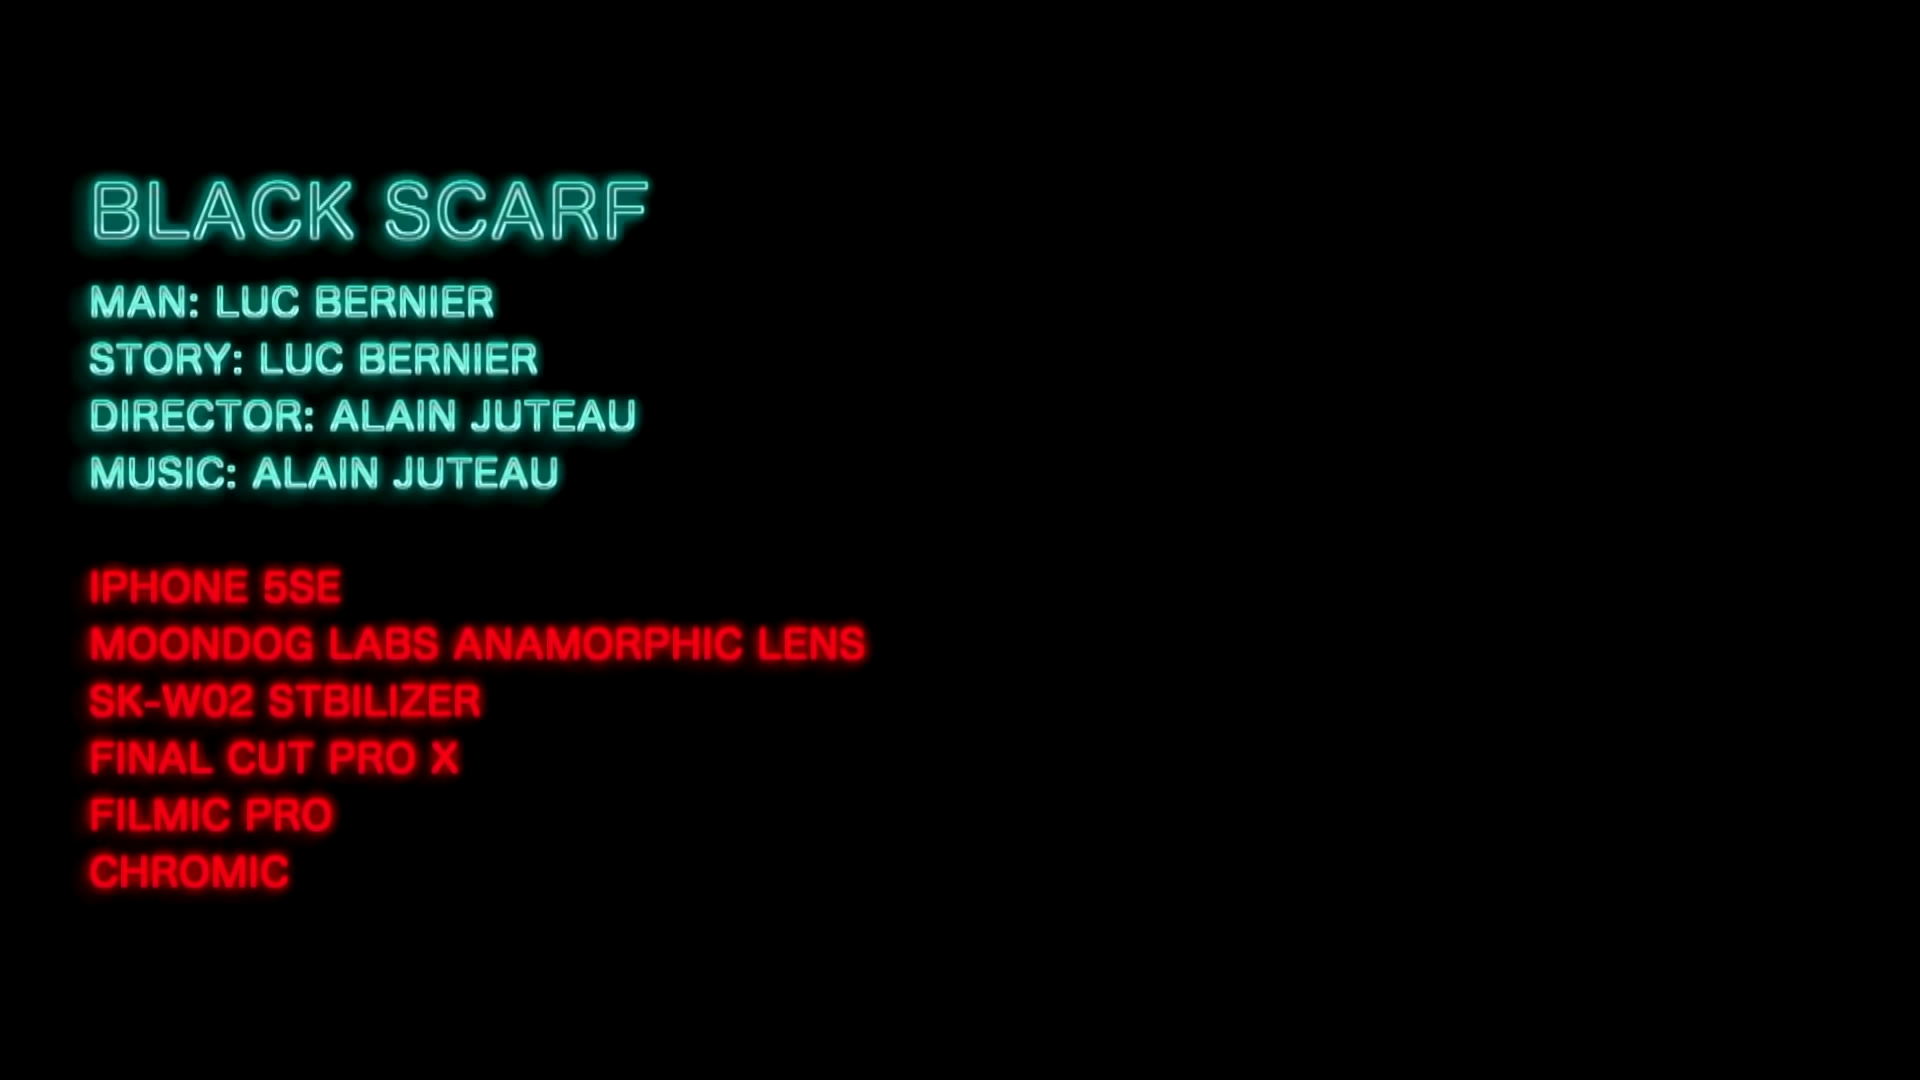 BLACK SCARF
MAN: LUC BERNIER
STORY: LUC BERNIER
DIRECTOR: ALAIN JUTEAU
MUSIC: ALAIN JUTEAU
IPHONE 5SE
MOONDOG LABS ANAMORPHIC LENS
SK-W02 STBILIZER
FINAL CUT PRO X
FILMIC PRO
CHROMIC